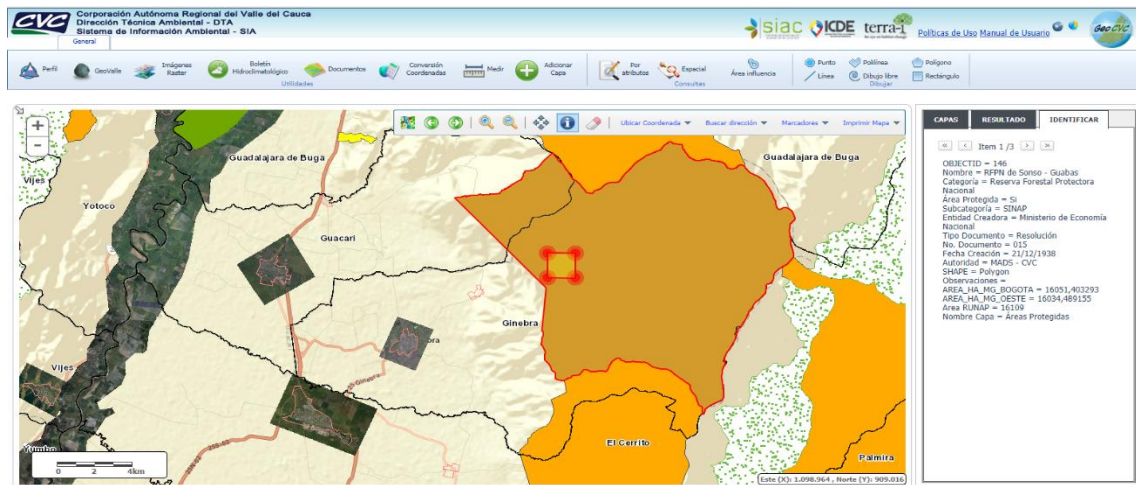 CVC
Corporación Autónoma Regional del Valle del Cauca
Dirección Técnica Ambiental - DTA
Sistema de Información Ambiental - SIA
General
siac
ICDE
terra-i
Políticas de Uso Manual de Usuario
Geo CVC
Perfil
GeoValle
Imágenes Raster
Boletín Hidroclimatológico
Documentos
Conversión Coordenadas
Medir
Adicionar Capa
Utilidades
Por atributos
Espacial
Área influencia
Consultas
Punto
Polilínea
Polígono
Línea
Dibujo libre
Rectángulo
Dibujar
Ubicar Coordenada
Buscar dirección
Marcadores
Imprimir Mapa
CAPAS
RESULTADO
IDENTIFICAR
Item 1 /3
OBJECTID = 146
Nombre = RFPN de Sonso - Guabas
Categoría = Reserva Forestal Protectora
Nacional
Área Protegida = Si
Subcategoría = SINAP
Entidad Creadora = Ministerio de Economía
Nacional
Tipo Documento = Resolución
No. Documento = 015
Fecha Creación = 21/12/1938
Autoridad = MADS - CVC
SHAPE = Polygon
Observaciones =
AREA_HA_MG_BOGOTA = 16051,403293
AREA_HA_MG_OESTE = 16034,489155
Area RUNAP = 16109
Nombre Capa = Áreas Protegidas
+
-
Guadalajara de Buga
Guadalajara de Buga
Vijes
Yotoco
Guacarí
Ginebra
Vijes
El Cerrito
Yumbo
Palmira
0 2 4km
Este (X): 1.098.964 , Norte (Y): 909.016